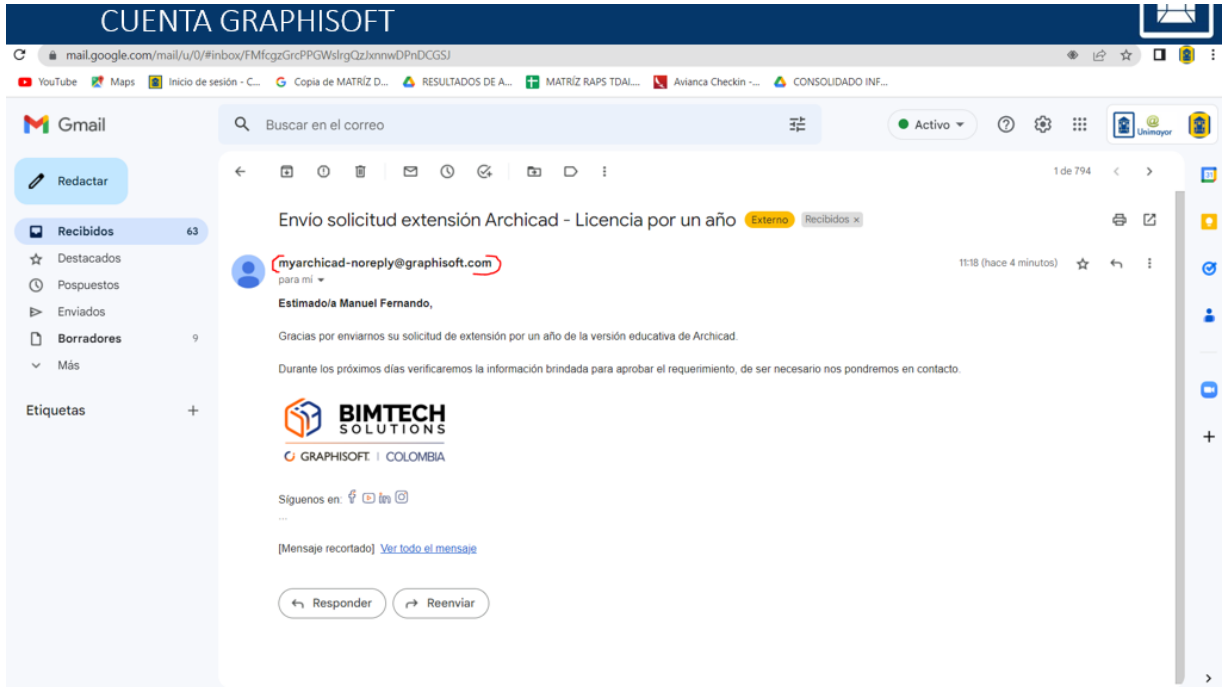 CUENTA GRAPHISOFT
mail.google.com/mail/u/0/#inbox/FMfcgzGrcPPGWslrgQzJxnnwDPnDCGSJ
YouTube Maps Inicio de sesión - C... Copia de MATRÍZ D... RESULTADOS DE A... MATRÍZ RAPS TDAI.... Avianca Checkin -... CONSOLIDADO INF...
Gmail
Buscar en el correo
Activo
Unimayor
Redactar
1 de 794
31
Envío solicitud extensión Archicad - Licencia por un año Externo Recibidos x
Recibidos 63
Destacados
Pospuestos
Enviados
Borradores 9
Más
Etiquetas +
myarchicad-noreply@graphisoft.com 11:18 (hace 4 minutos)
para mí
Estimado/a Manuel Fernando,
Gracias por enviarnos su solicitud de extensión por un año de la versión educativa de Archicad.
Durante los próximos días verificaremos la información brindada para aprobar el requerimiento, de ser necesario nos pondremos en contacto.
BIMTECH
SOLUTIONS
GRAPHISOFT. | COLOMBIA
Síguenos en:
...
[Mensaje recortado] Ver todo el mensaje
Responder Reenviar